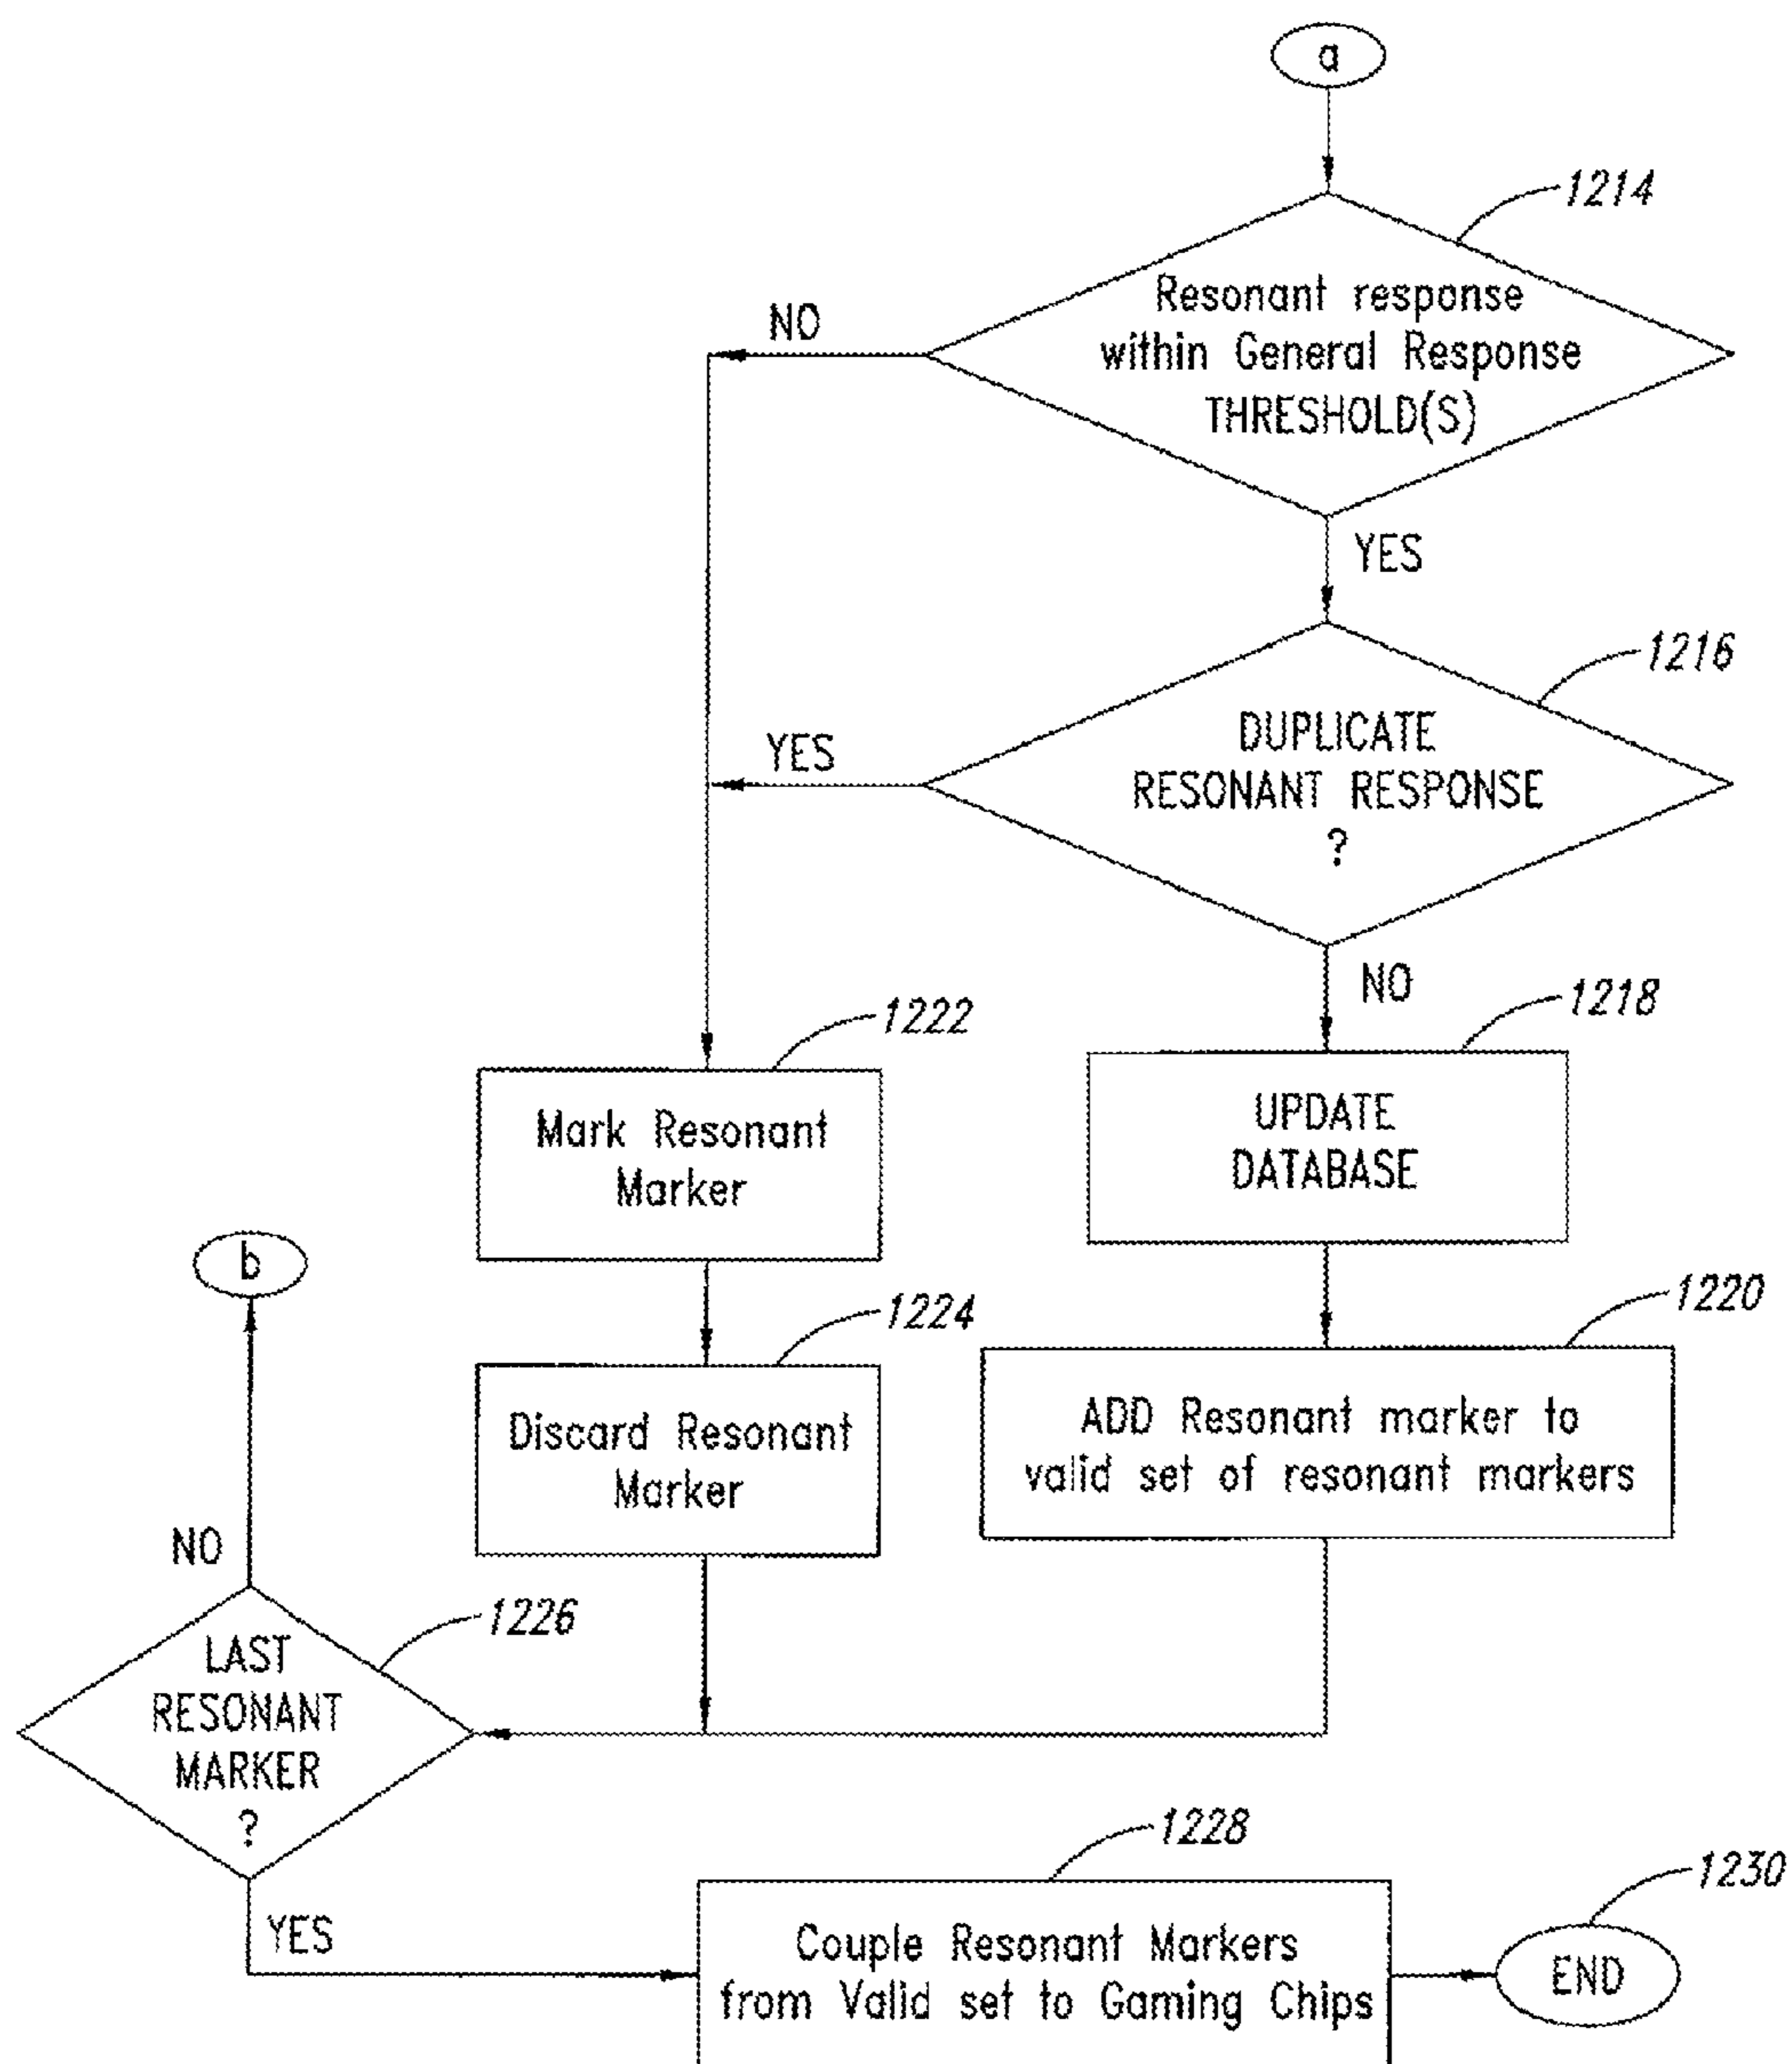 a
1214
Resonant response
within General Response
THRESHOLD(S)
NO
YES
1216
DUPLICATE
RESONANT RESPONSE
?
YES
NO
1218
UPDATE
DATABASE
1222
Mark Resonant
Marker
b
1220
ADD Resonant marker to
valid set of resonant markers
1224
Discard Resonant
Marker
NO
1226
LAST
RESONANT
MARKER
?
YES
1228
Couple Resonant Markers
from Valid set to Gaming Chips
1230
END